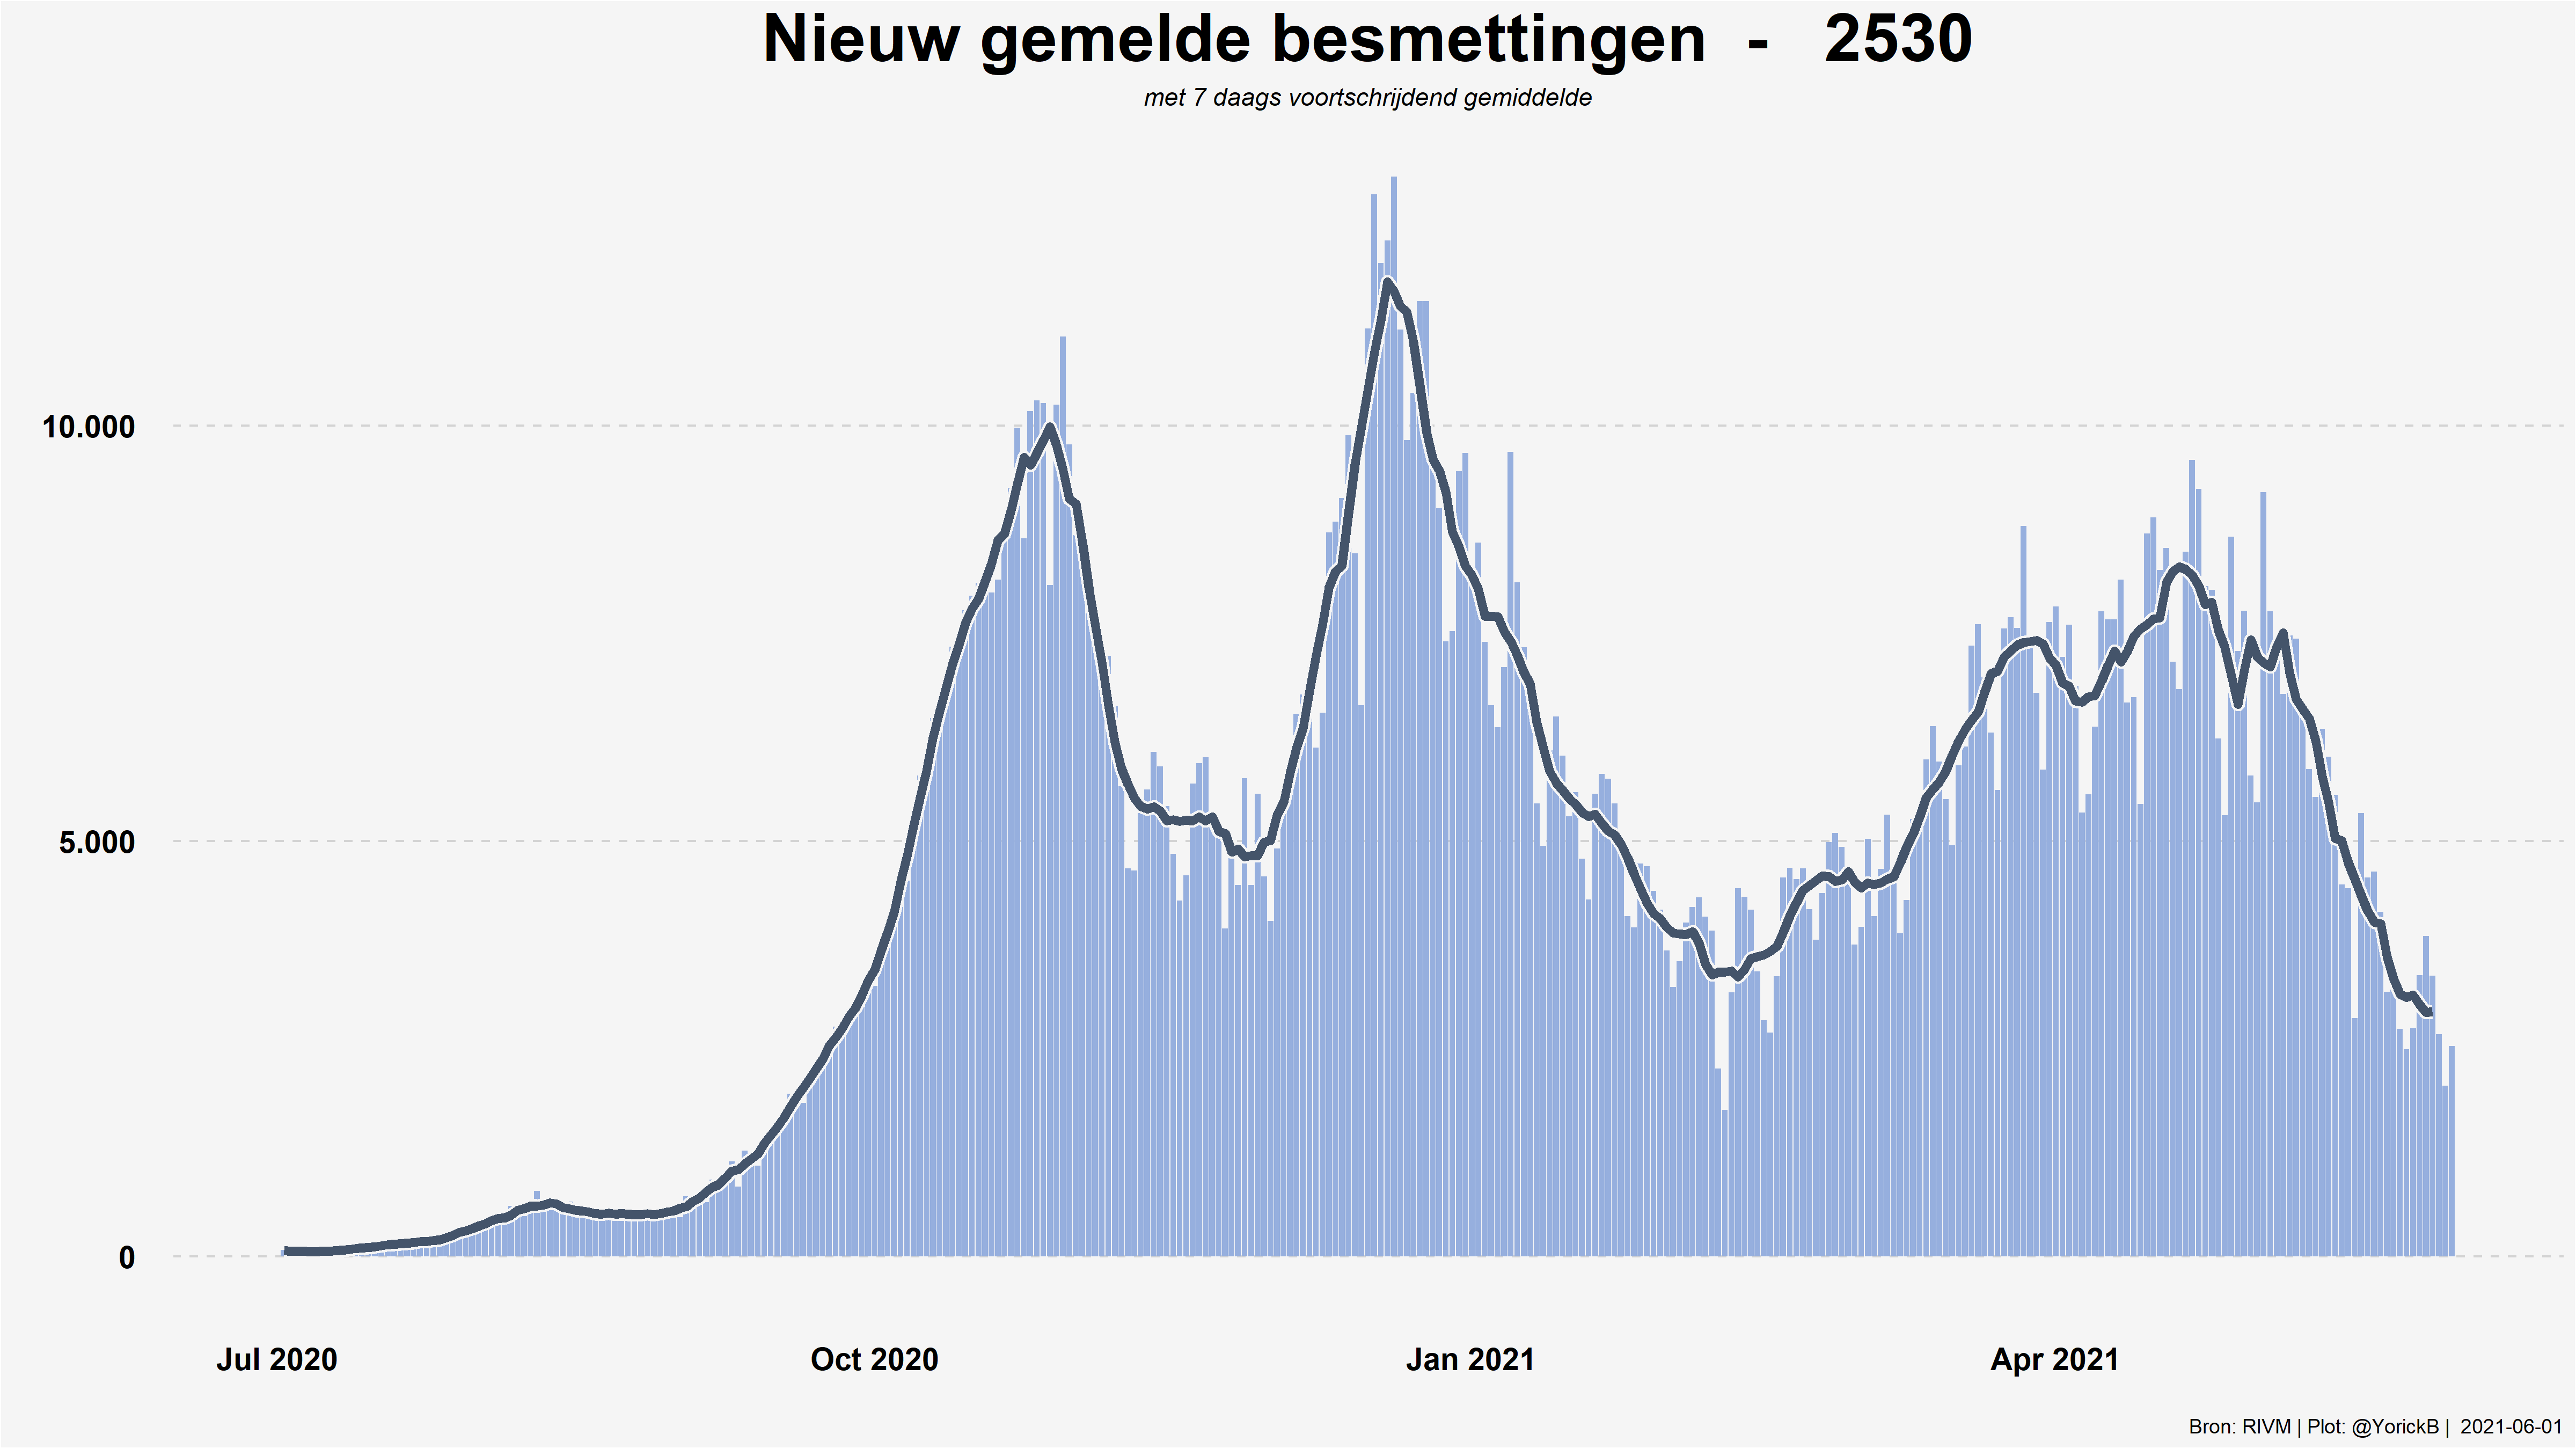 Nieuw gemelde besmettingen - 2530
met 7 daags voortschrijdend gemiddelde
10.000
5.000
0
Jul 2020 Oct 2020 Jan 2021 Apr 2021
Bron: RIVM | Plot: @YorickB | 2021-06-01